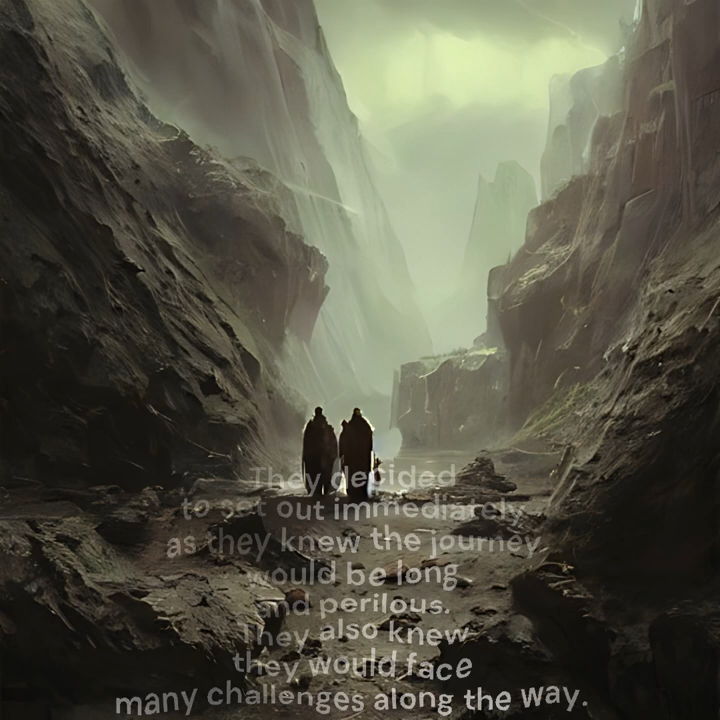 They decided
to set out immediately
as they knew the journey
would be long
and perilous.
They also knew
they would face
many challenges along the way.